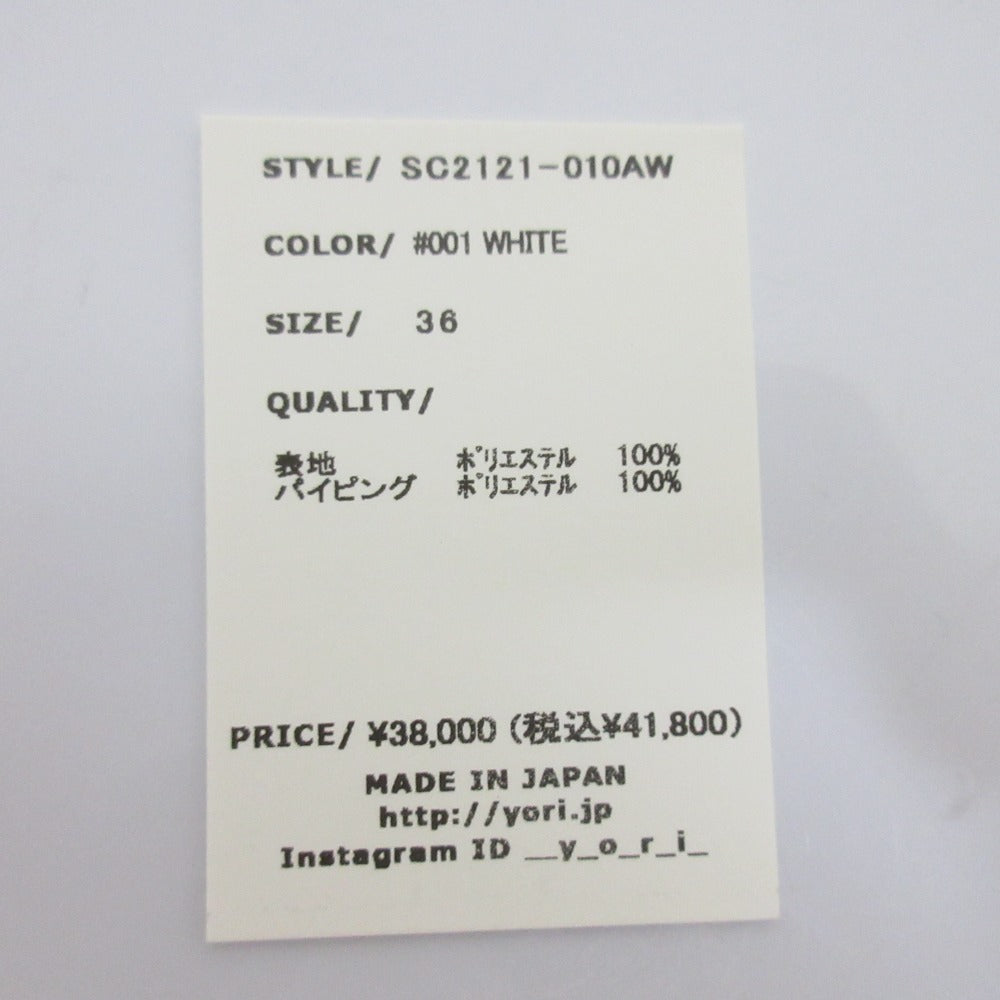 STYLE/ SC2121-010AW
COLOR/ #001 WHITE
SIZE/ 36
QUALITY/
表地 ポリエステル 100%
パイピング ポリエステル 100%
PRICE/ ¥38,000 (税込¥41,800)
MADE IN JAPAN
http://yori.jp
Instagram ID __y_o_r_i_